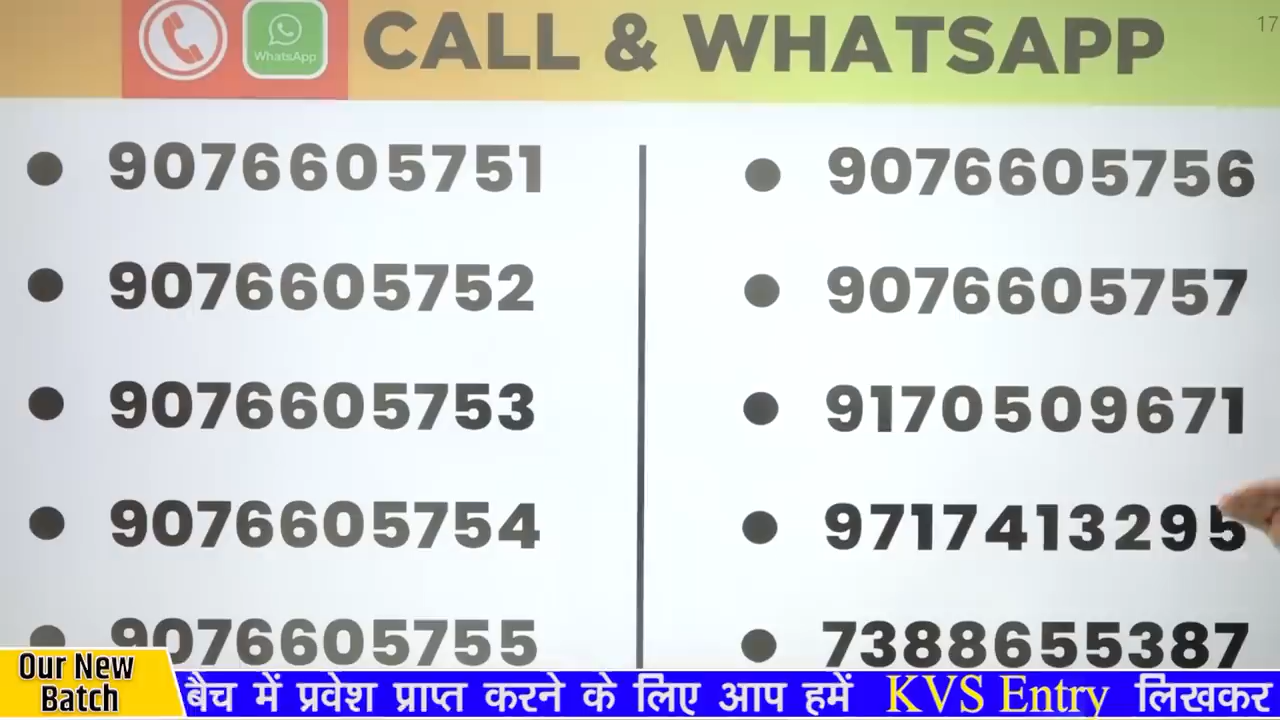 WhatsApp CALL & WHATSAPP 17
9076605751
9076605752
9076605753
9076605754
9076605755
9076605756
9076605757
9170509671
9717413295
7388655387
Our New
Batch
बैच में प्रवेश प्राप्त करने के लिए आप हमें KVS Entry लिखकर